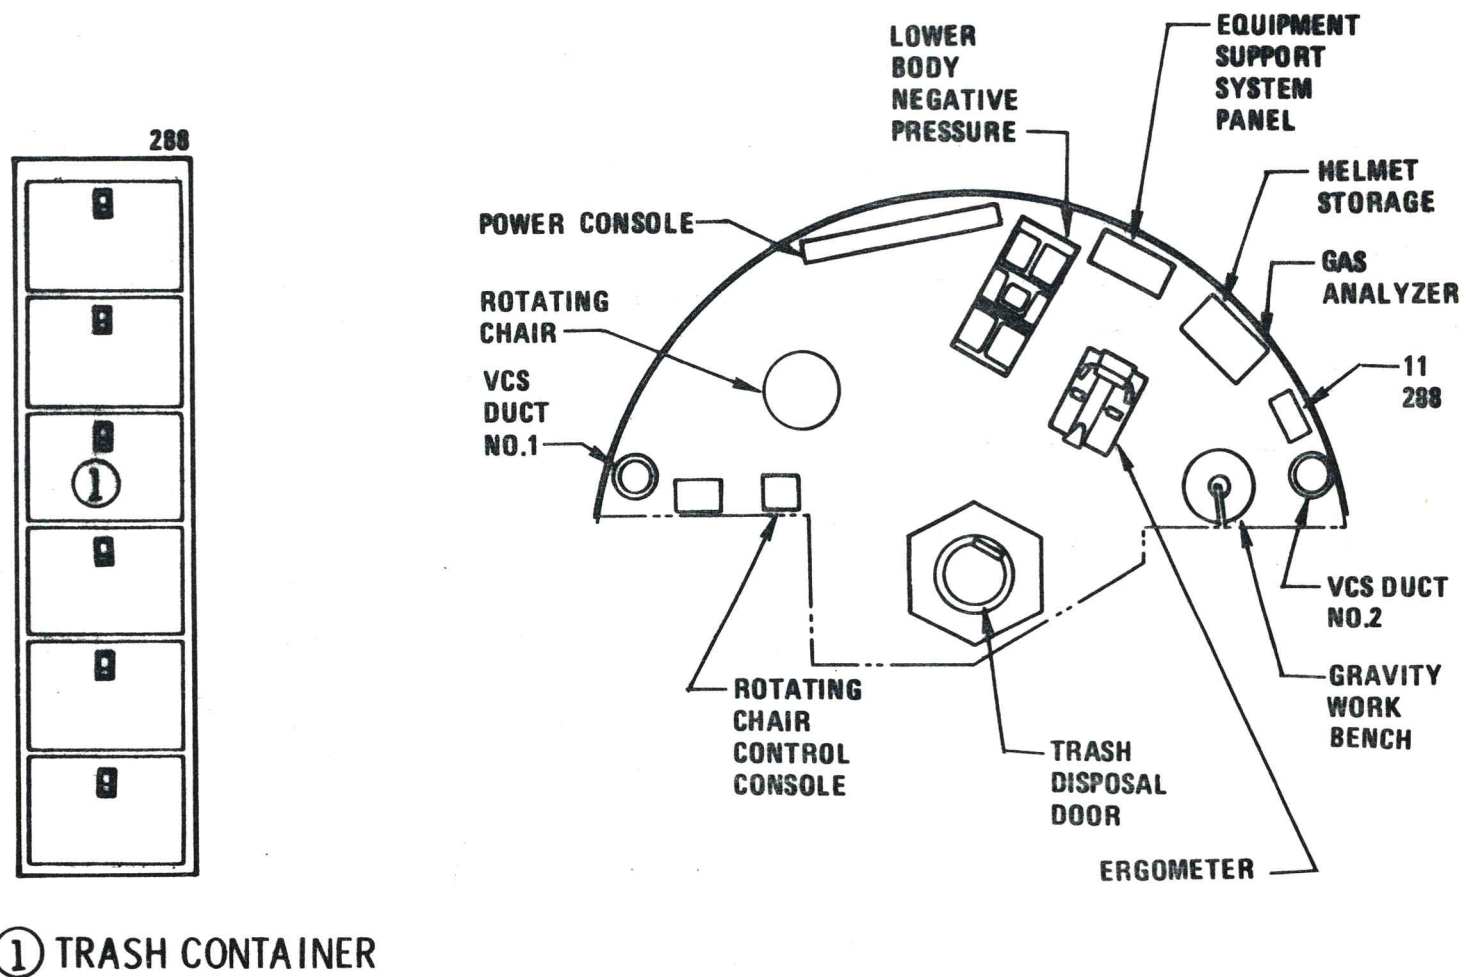 288
1
1 TRASH CONTAINER
LOWER
BODY
NEGATIVE
PRESSURE
EQUIPMENT
SUPPORT
SYSTEM
PANEL
HELMET
STORAGE
GAS
ANALYZER
11
288
POWER CONSOLE
ROTATING
CHAIR
VCS
DUCT
NO.1
VCS DUCT
NO.2
GRAVITY
WORK
BENCH
ROTATING
CHAIR
CONTROL
CONSOLE
TRASH
DISPOSAL
DOOR
ERGOMETER